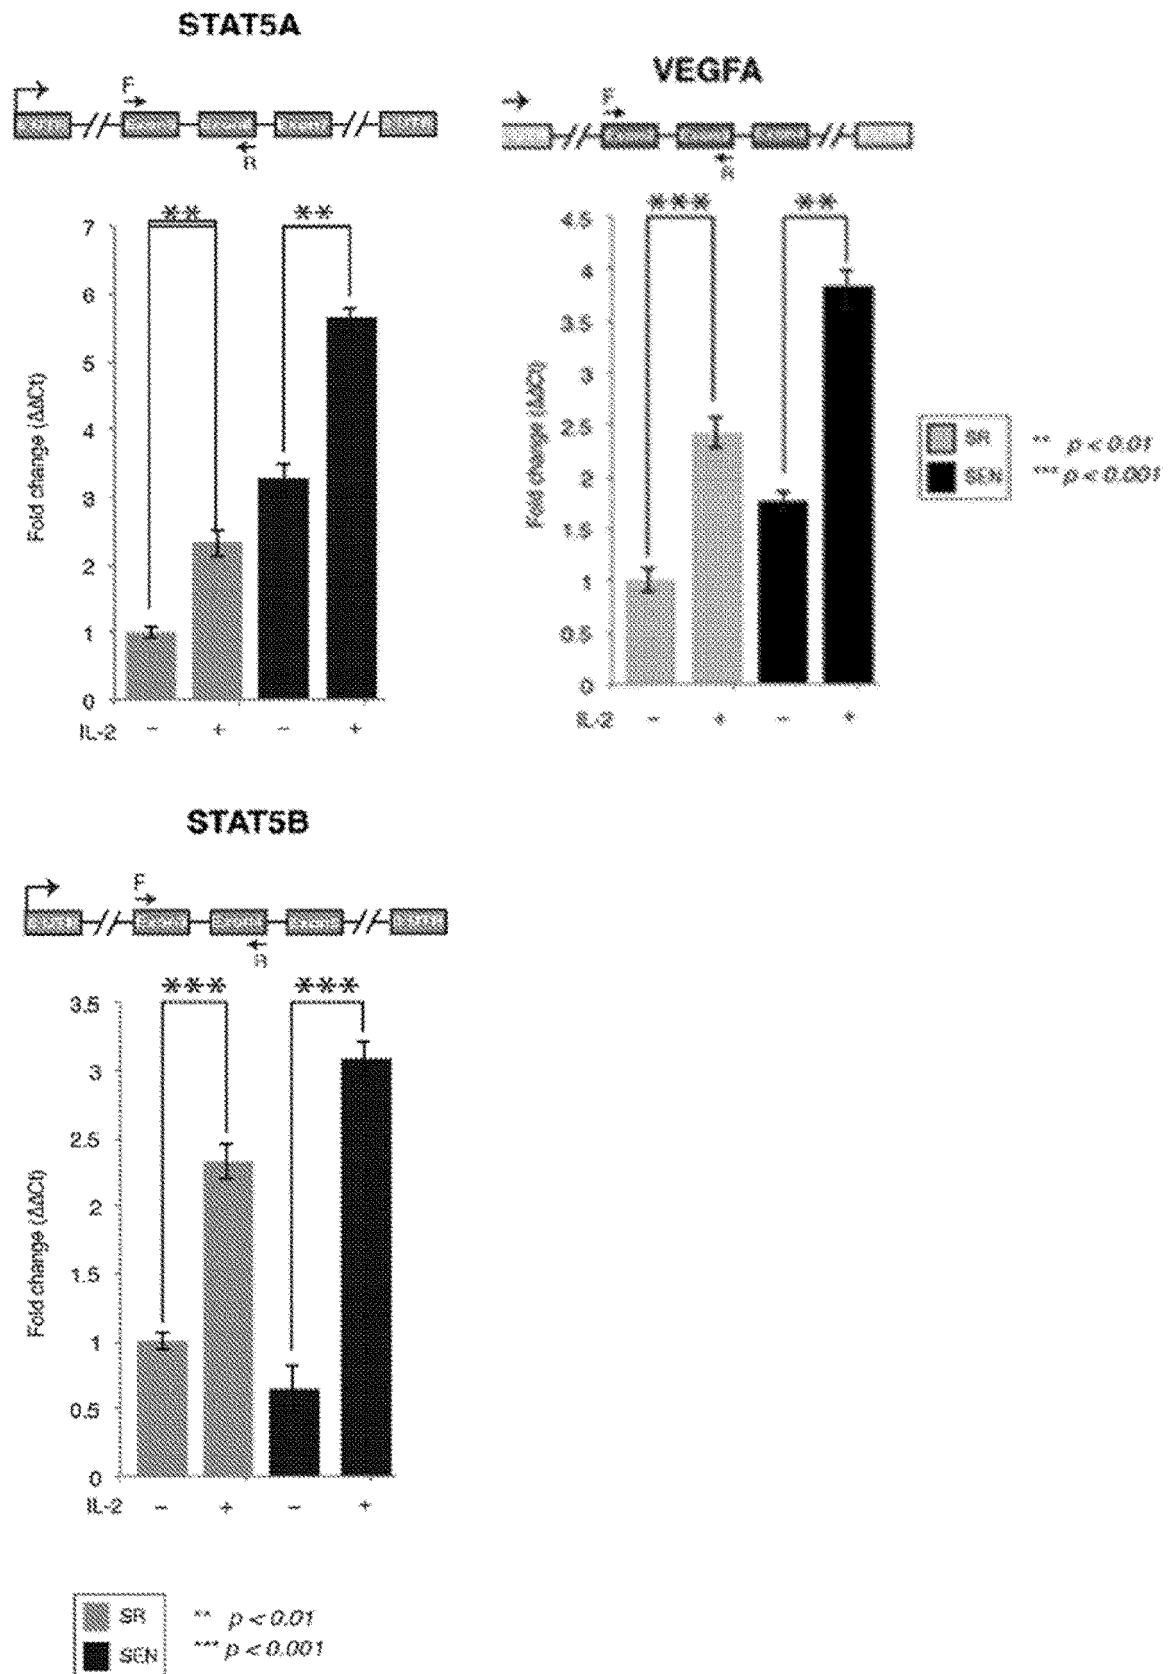 STAT5A
F
R
** **
7
6
5
4
3
2
1
0
Fold change (ΔΔCt)
IL-2 − + − +
VEGFA
F
R
*** **
4.5
4
3.5
3
2.5
2
1.5
1
0.5
0
Fold change (ΔΔCt)
IL-2 − + − +
SR ** p < 0.01
SEN *** p < 0.001
STAT5B
F
R
*** ***
3.5
3
2.5
2
1.5
1
0.5
0
Fold change (ΔΔCt)
IL-2 − + − +
SR ** p < 0.01
SEN *** p < 0.001